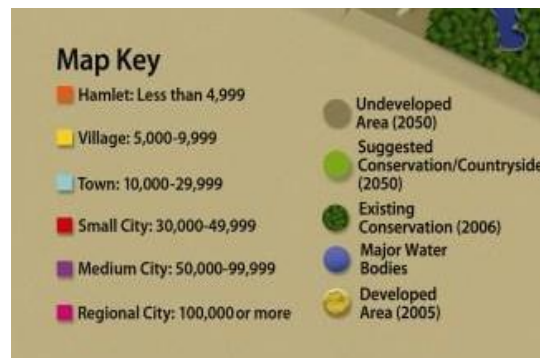 Map Key
Hamlet: Less than 4,999
Village: 5,000-9,999
Town: 10,000-29,999
Small City: 30,000-49,999
Medium City: 50,000-99,999
Regional City: 100,000 or more
Undeveloped
Area (2050)
Suggested
Conservation/Countryside
(2050)
Existing
Conservation (2006)
Major Water
Bodies
Developed
Area (2005)